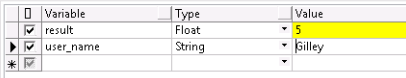 Variable Type Value
result Float 5
user_name String Gilley